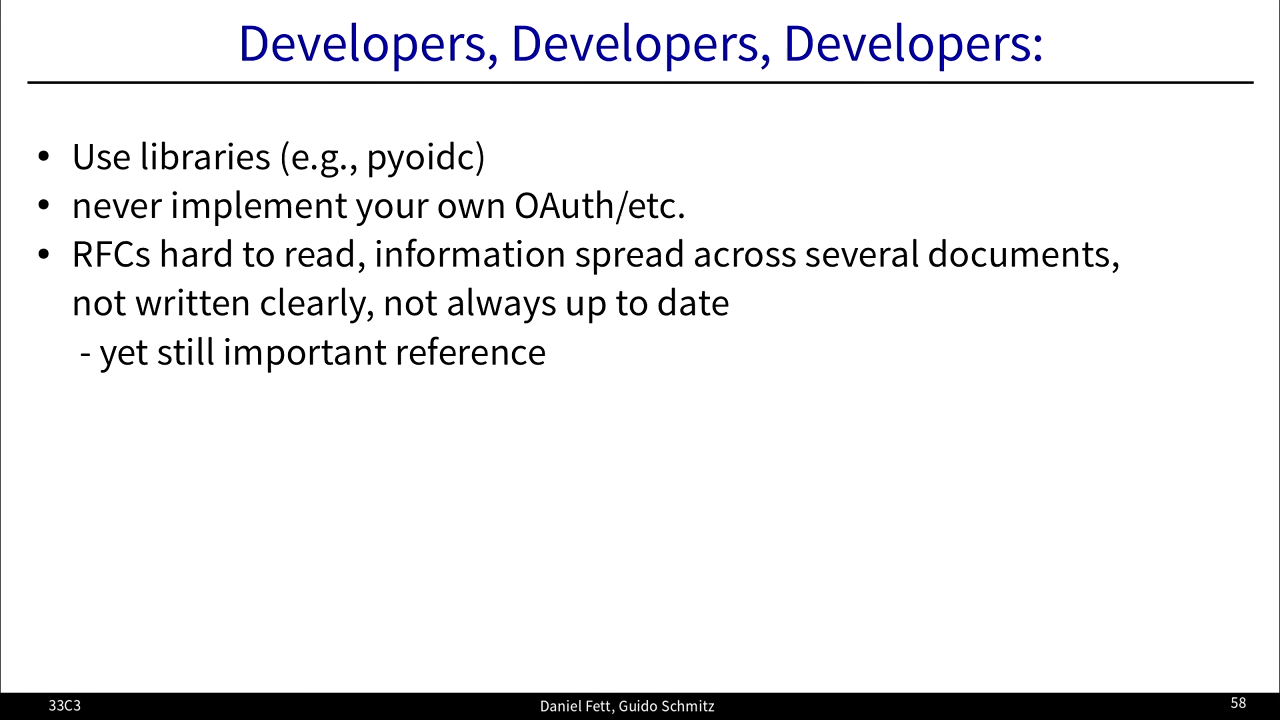 Developers, Developers, Developers:
• Use libraries (e.g., pyoidc)
• never implement your own OAuth/etc.
• RFCs hard to read, information spread across several documents,
not written clearly, not always up to date
- yet still important reference
33C3
Daniel Fett, Guido Schmitz
58